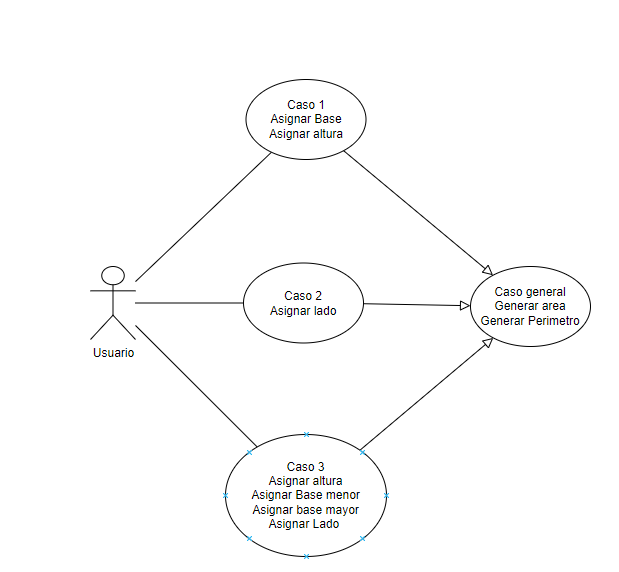 Caso 1
Asignar Base
Asignar altura
Caso 2
Asignar lado
Caso general
Generar area
Generar Perimetro
Usuario
Caso 3
Asignar altura
Asignar Base menor
Asignar base mayor
Asignar Lado